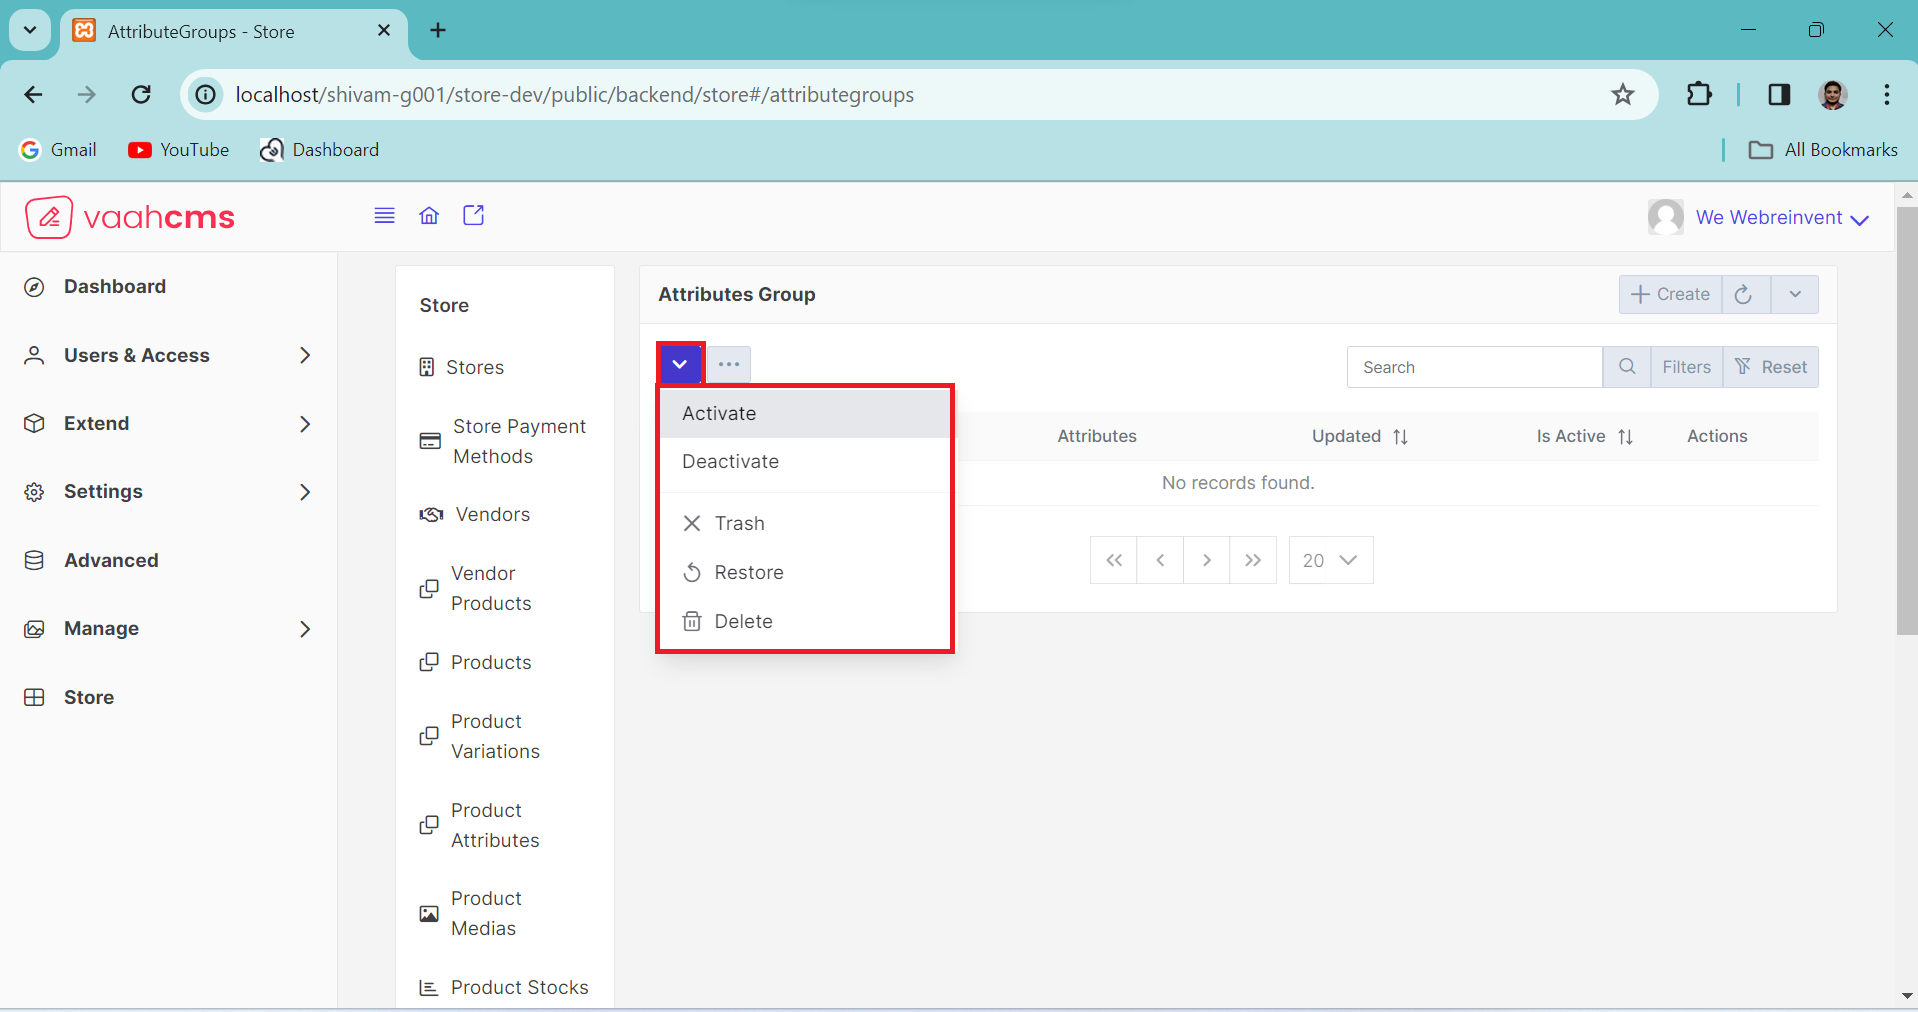 AttributeGroups - Store
localhost/shivam-g001/store-dev/public/backend/store#/attributegroups
Gmail
YouTube
Dashboard
All Bookmarks
vaahcms
We Webreinvent
Dashboard
Users & Access
Extend
Settings
Advanced
Manage
Store
Store
Stores
Store Payment
Methods
Vendors
Vendor
Products
Products
Product
Variations
Product
Attributes
Product
Medias
Product Stocks
Attributes Group
Create
Search
Filters
Reset
Activate
Deactivate
Trash
Restore
Delete
Attributes
Updated
Is Active
Actions
No records found.
20